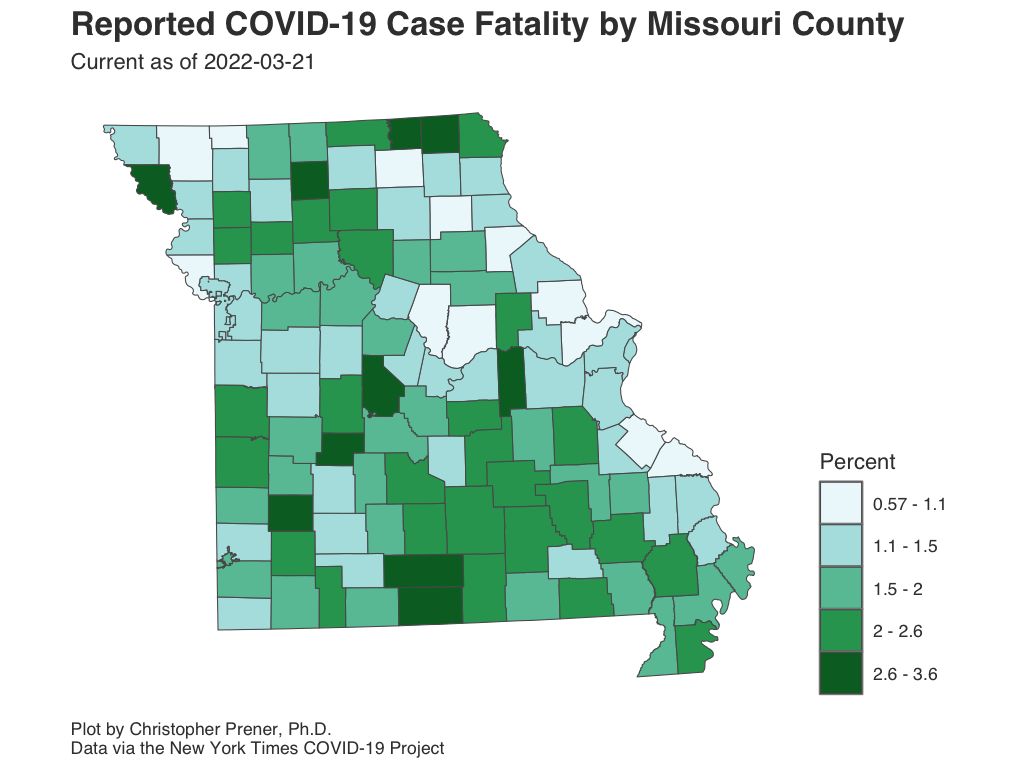 Reported COVID-19 Case Fatality by Missouri County
Current as of 2022-03-21
Percent
0.57 - 1.1
1.1 - 1.5
1.5 - 2
2 - 2.6
2.6 - 3.6
Plot by Christopher Prener, Ph.D.
Data via the New York Times COVID-19 Project